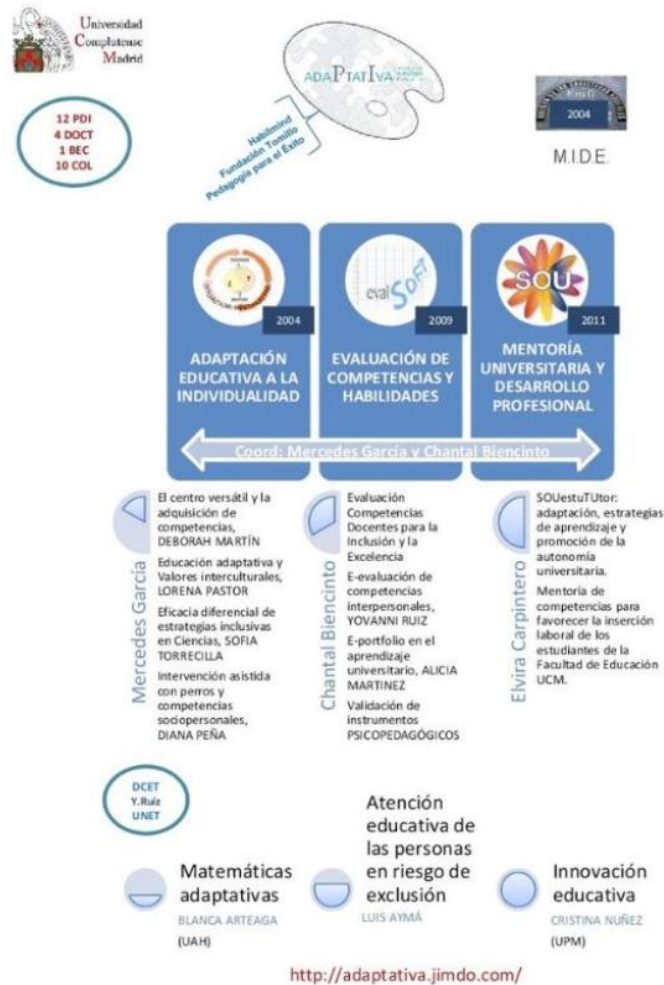 Universidad
Complutense
Madrid
ADAPTATIVA
Habilmind
Fundación Tomillo
Pedagogía para el Éxito
12 PDI
4 DOCT
1 BEC
10 COL
2004
M.I.D.E.
evalSOFT
SOU
2004
2009
2011
ADAPTACIÓN
EDUCATIVA A LA
INDIVIDUALIDAD
EVALUACIÓN DE
COMPETENCIAS Y
HABILIDADES
MENTORÍA
UNIVERSITARIA Y
DESARROLLO
PROFESIONAL
Coord: Mercedes García y Chantal Biencinto
Mercedes García
El centro versátil y la
adquisición de
competencias,
DEBORAH MARTÍN
Educación adaptativa y
Valores interculturales,
LORENA PASTOR
Eficacia diferencial de
estrategias inclusivas
en Ciencias, SOFIA
TORRECILLA
Intervención asistida
con perros y
competencias
sociopersonales,
DIANA PEÑA
Chantal Biencinto
Evaluación
Competencias
Docentes para la
Inclusión y la
Excelencia
E-evaluación de
competencias
interpersonales,
YOVANNI RUIZ
E-portfolio en el
aprendizaje
universitario, ALICIA
MARTINEZ
Validación de
instrumentos
PSICOPEDAGÓGICOS
Elvira Carpintero
SOUestuTUtor:
adaptación, estrategias
de aprendizaje y
promoción de la
autonomía
universitaria.
Mentoría de
competencias para
favorecer la inserción
laboral de los
estudiantes de la
Facultad de Educación
UCM.
DCET
Y.Ruiz
UNET
Matemáticas
adaptativas
BLANCA ARTEAGA
(UAH)
Atención
educativa de
las personas
en riesgo de
exclusión
LUIS AYMÁ
Innovación
educativa
CRISTINA NUÑEZ
(UPM)
http://adaptativa.jimdo.com/